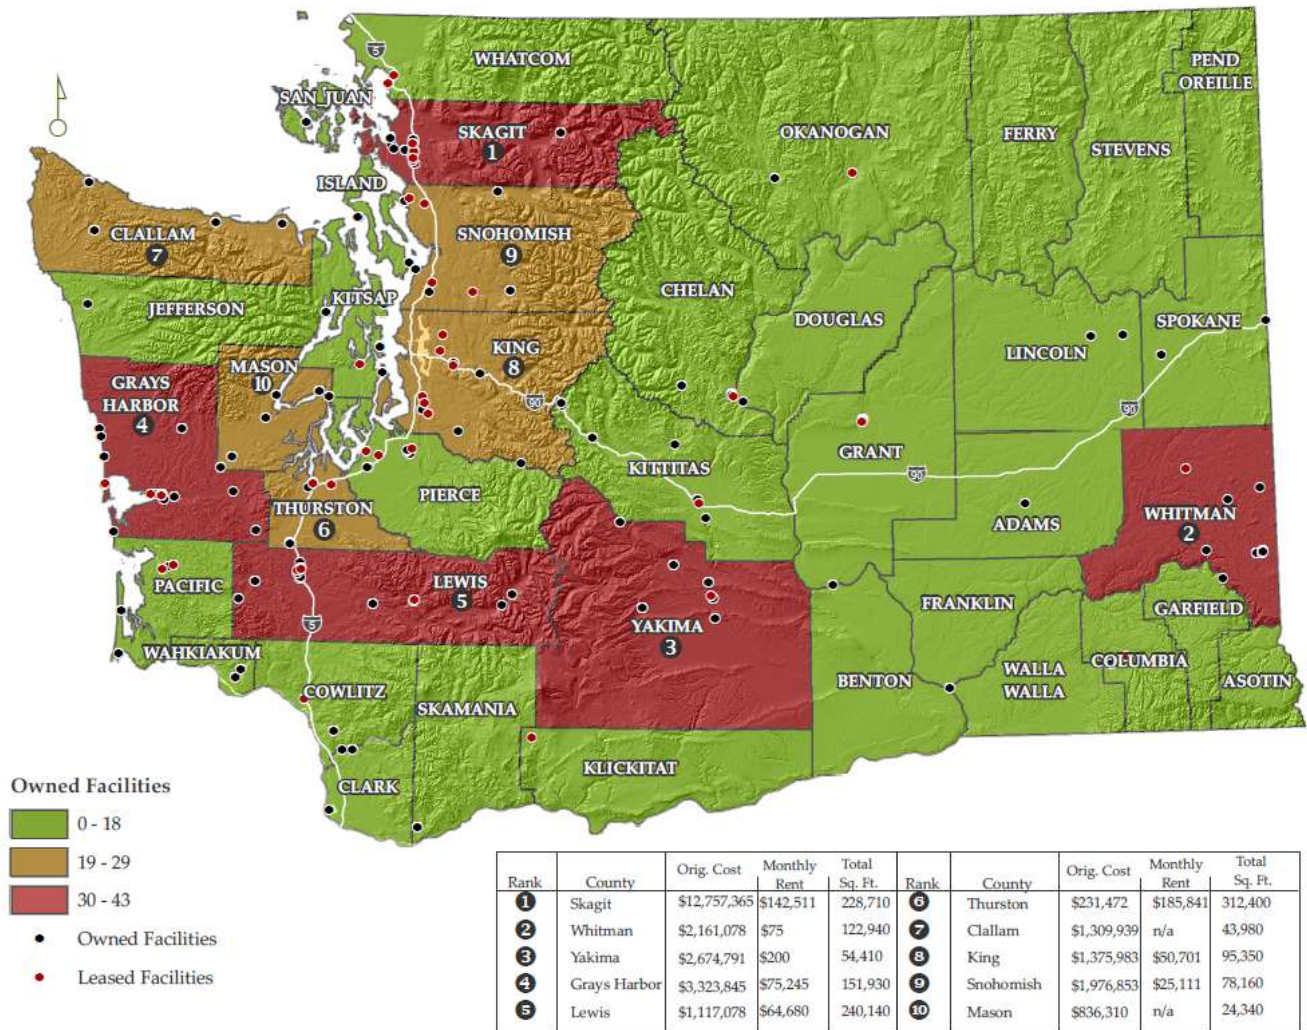 WHATCOM
PEND
OREILLE
5
SAN JUAN
SKAGIT
1
OKANOGAN
FERRY
STEVENS
ISLAND
CLALLAM
7
SNOHOMISH
9
CHELAN
JEFFERSON
KITSAP
DOUGLAS
SPOKANE
KING
8
LINCOLN
MASON
10
GRAYS
HARBOR
4
90
90
GRANT
KITTITAS
90
PIERCE
THURSTON
6
ADAMS
WHITMAN
2
PACIFIC
LEWIS
5
FRANKLIN
GARFIELD
5
YAKIMA
3
WAHKIAKUM
COLUMBIA
WALLA
WALLA
COWLITZ
SKAMANIA
BENTON
ASOTIN
KLICKITAT
CLARK
Owned Facilities
0 - 18
19 - 29
30 - 43
Owned Facilities
Leased Facilities
Rank County Orig. Cost Monthly Rent Total Sq. Ft. Rank County Orig. Cost Monthly Rent Total Sq. Ft.
1 Skagit $12,757,365 $142,511 228,710 6 Thurston $231,472 $185,841 312,400
2 Whitman $2,161,078 $75 122,940 7 Clallam $1,309,939 n/a 43,980
3 Yakima $2,674,791 $200 54,410 8 King $1,375,983 $50,701 95,350
4 Grays Harbor $3,323,845 $75,245 151,930 9 Snohomish $1,976,853 $25,111 78,160
5 Lewis $1,117,078 $64,680 240,140 10 Mason $836,310 n/a 24,340